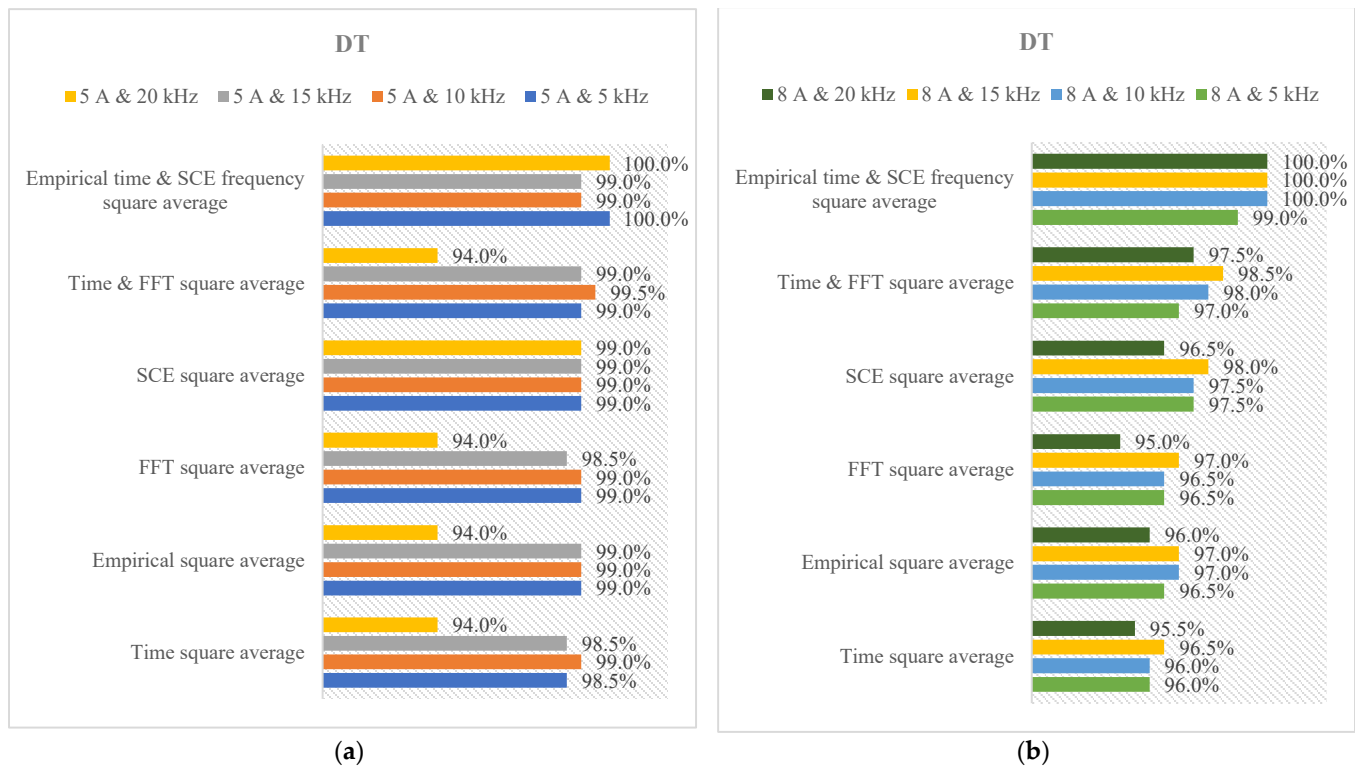 DT
5 A & 20 kHz 5 A & 15 kHz 5 A & 10 kHz 5 A & 5 kHz
Empirical time & SCE frequency
square average
100.0%
99.0%
99.0%
100.0%
Time & FFT square average
94.0%
99.0%
99.5%
99.0%
SCE square average
99.0%
99.0%
99.0%
99.0%
FFT square average
94.0%
98.5%
99.0%
99.0%
Empirical square average
94.0%
99.0%
99.0%
99.0%
Time square average
94.0%
98.5%
99.0%
98.5%
(a)
DT
8 A & 20 kHz 8 A & 15 kHz 8 A & 10 kHz 8 A & 5 kHz
Empirical time & SCE frequency
square average
100.0%
100.0%
100.0%
99.0%
Time & FFT square average
97.5%
98.5%
98.0%
97.0%
SCE square average
96.5%
98.0%
97.5%
97.5%
FFT square average
95.0%
97.0%
96.5%
96.5%
Empirical square average
96.0%
97.0%
97.0%
96.5%
Time square average
95.5%
96.5%
96.0%
96.0%
(b)